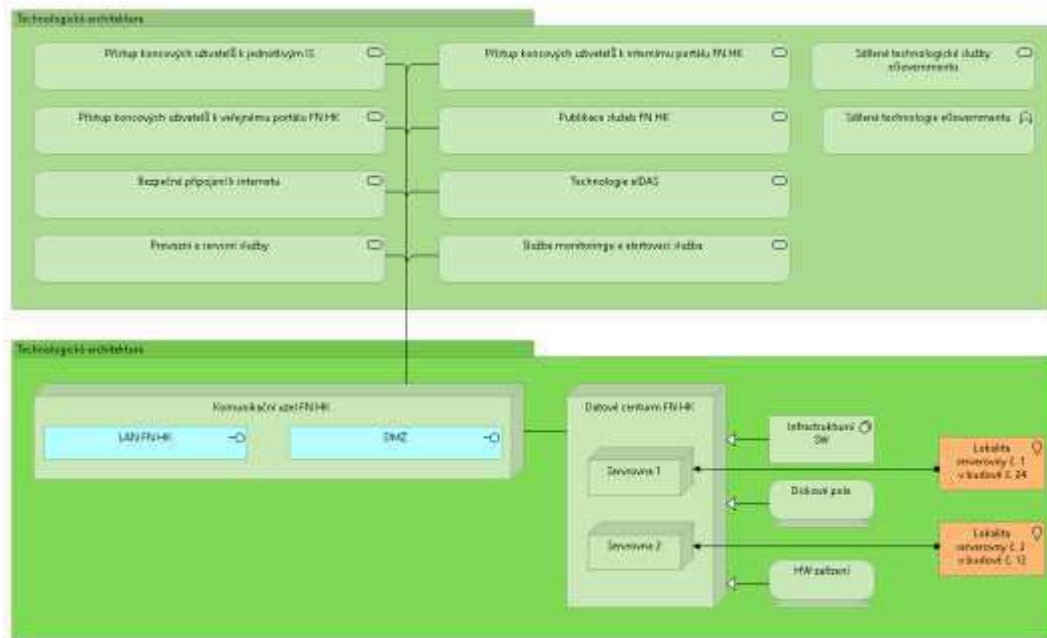 Technologická architektura
Přístup koncových uživatelů k jednotlivým IS
Přístup koncových uživatelů k internímu portálu FN HK
Sdílené technologické služby
eGovernmentu
Přístup koncových uživatelů k veřejnému portálu FN HK
Publikace služeb FN HK
Sdílené technologie eGovernmentu
Bezpečné připojení k internetu
Technologie eIDAS
Provozní a servisní služby
Služba monitoringu a alertovací služba
Technologická architektura
Komunikační uzel FN HK
LAN FN HK
DMZ
Datové centrum FN HK
Infrastrukturní
SW
Serverovna 1
Lokalita
serverovny č. 1
v budově č. 24
Diskové pole
Serverovna 2
Lokalita
serverovny č. 2
v budově č. 12
HW zařízení